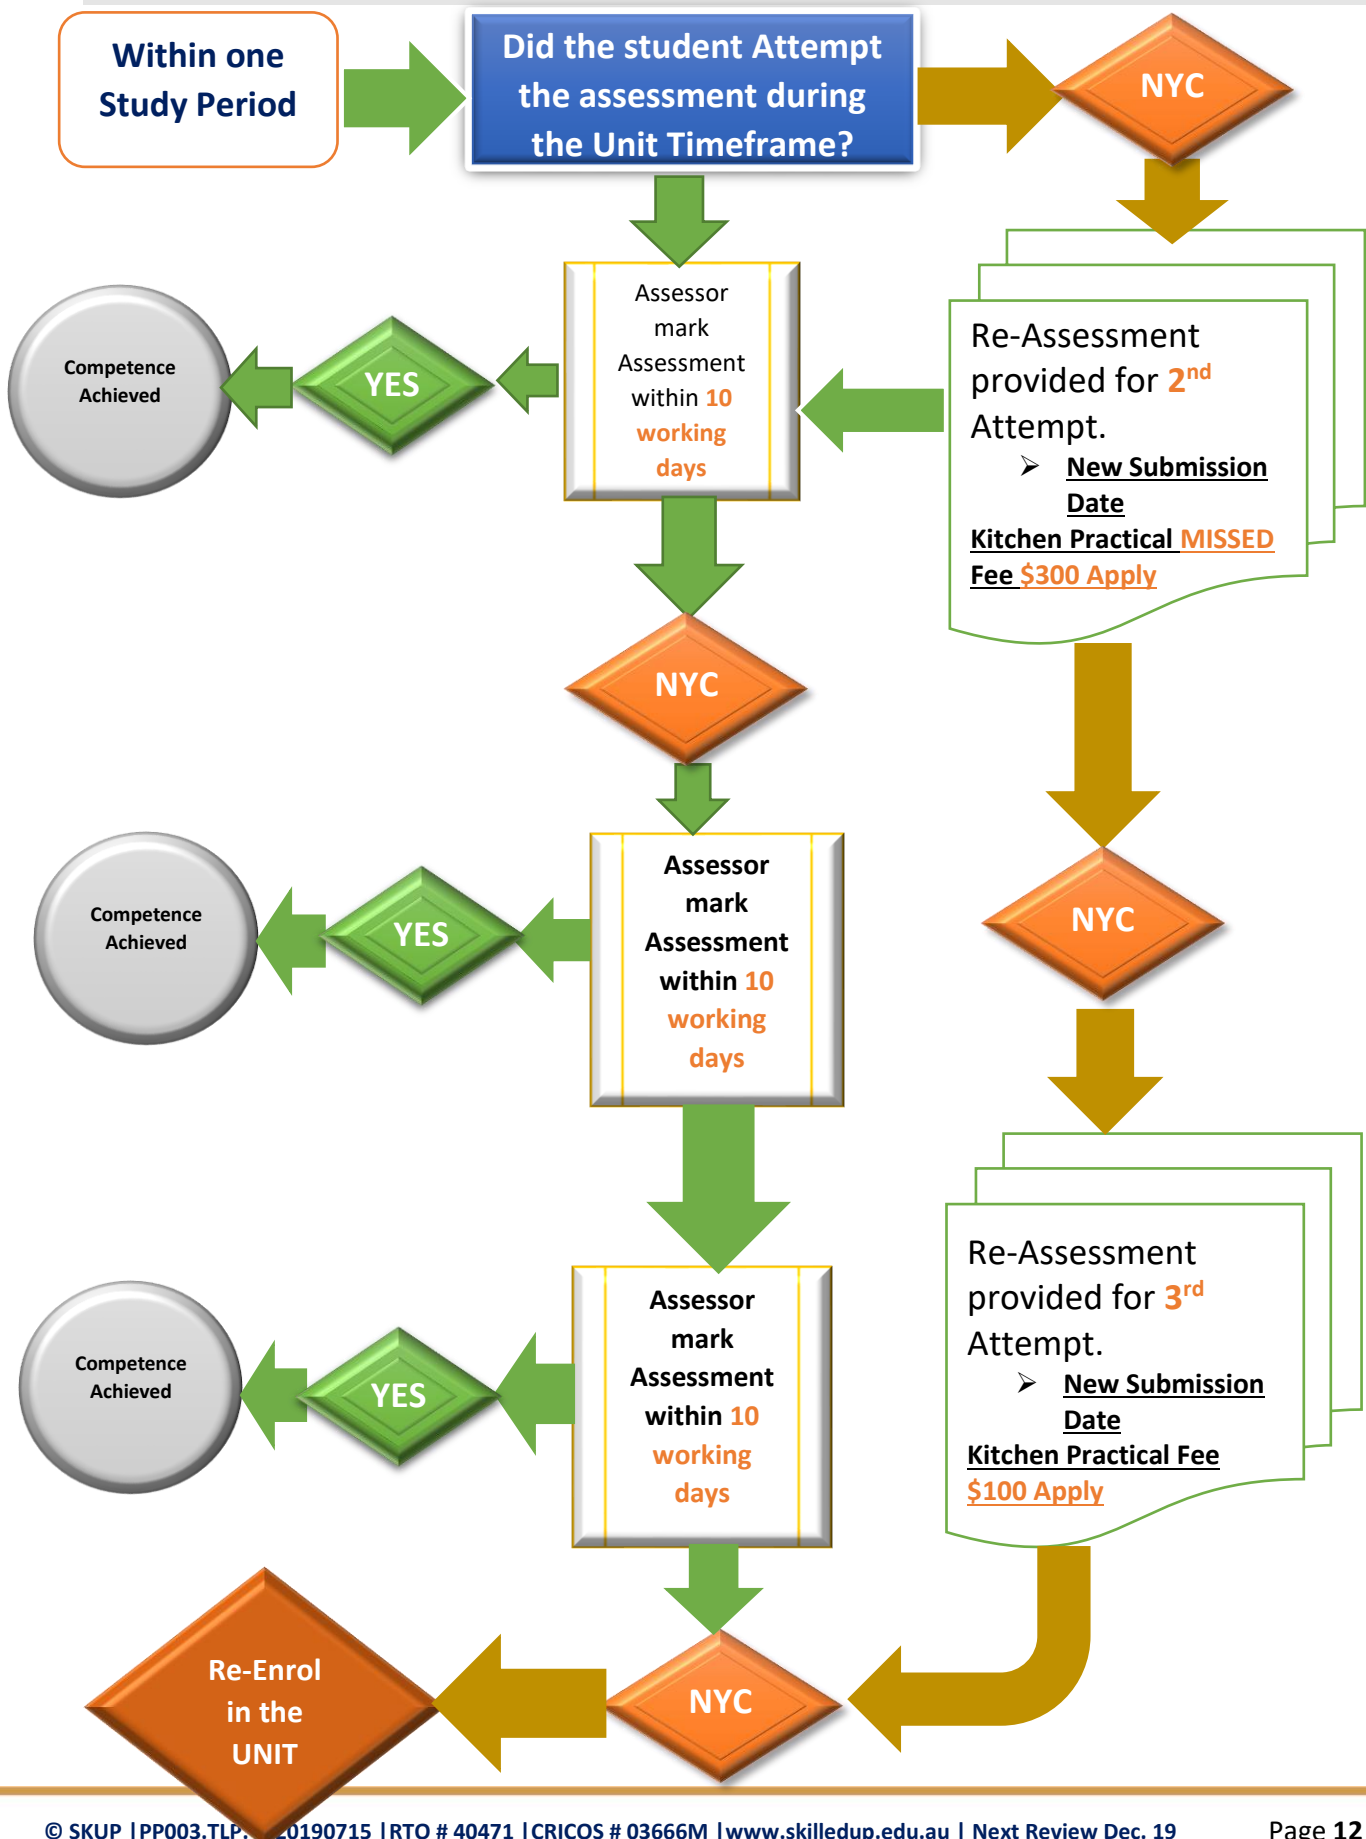 Within one
Study Period
Did the student Attempt
the assessment during
the Unit Timeframe?
NYC
Assessor
mark
Assessment
within 10
working
days
YES
Competence
Achieved
Re-Assessment
provided for 2nd
Attempt.
➢ New Submission
Date
Kitchen Practical MISSED
Fee $300 Apply
NYC
Assessor
mark
Assessment
within 10
working
days
YES
Competence
Achieved
NYC
Re-Assessment
provided for 3rd
Attempt.
➢ New Submission
Date
Kitchen Practical Fee
$100 Apply
Assessor
mark
Assessment
within 10
working
days
YES
Competence
Achieved
NYC
Re-Enrol
in the
UNIT
© SKUP |PP003.TLP. 20190715 |RTO # 40471 |CRICOS # 03666M |www.skilledup.edu.au | Next Review Dec. 19 Page 12